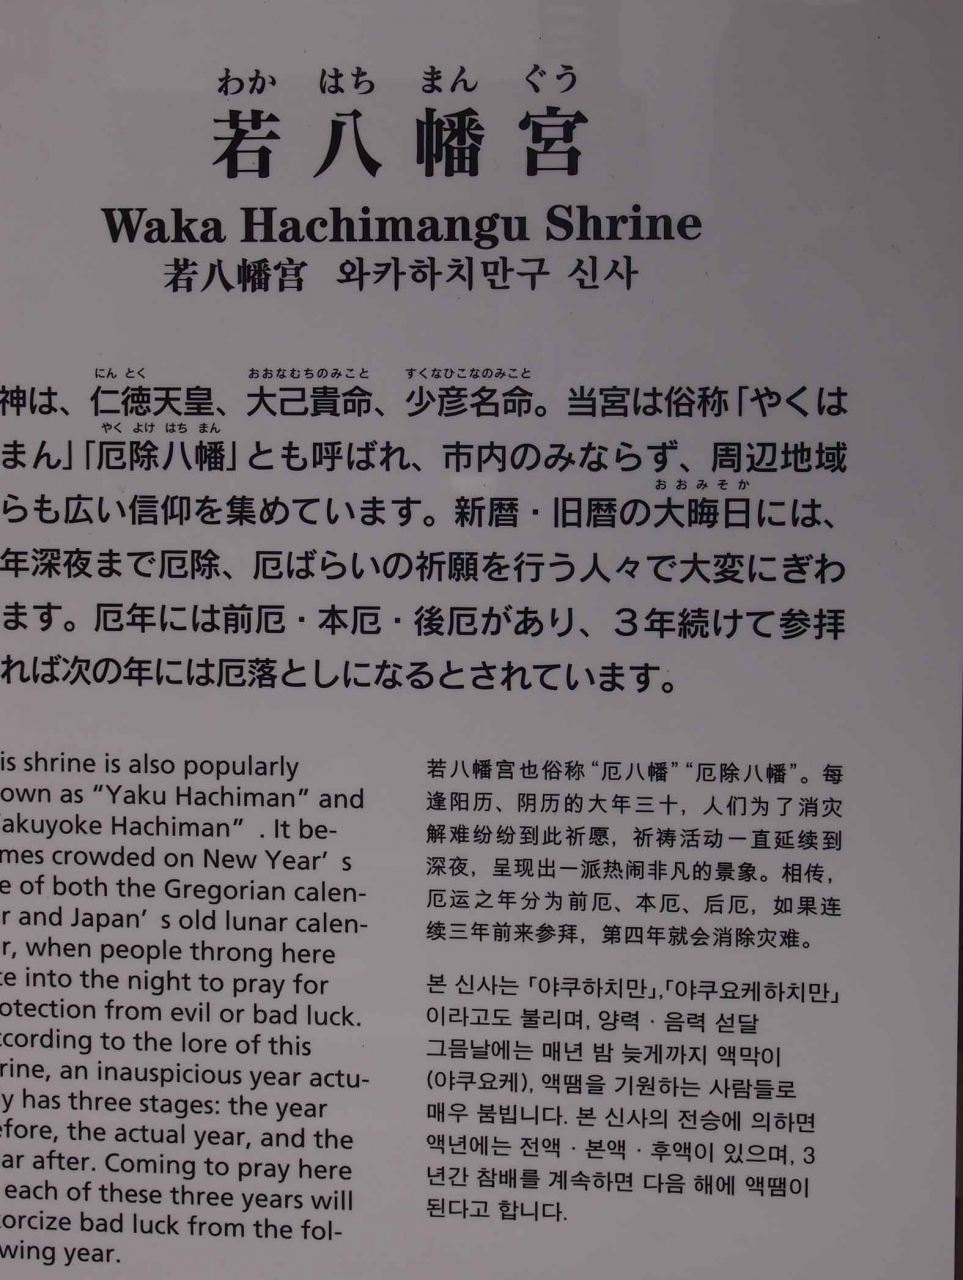 わか はち まん ぐう
若八幡宮
Waka Hachimangu Shrine
若八幡宮 와카하치만구 신사
にん とく おおなむちのみこと すくなひこなのみこと
神は、仁徳天皇、大己貴命、少彦名命。当宮は俗称「やくは
やく よけ はち まん
まん」「厄除八幡」とも呼ばれ、市内のみならず、周辺地域
おおみそか
らも広い信仰を集めています。新暦・旧暦の大晦日には、
年深夜まで厄除、厄ばらいの祈願を行う人々で大変にぎわ
ます。厄年には前厄・本厄・後厄があり、3年続けて参拝
れば次の年には厄落としになるとされています。
is shrine is also popularly
own as “Yaku Hachiman” and
akuyoke Hachiman” . It be-
mes crowded on New Year’s
e of both the Gregorian calen-
r and Japan’s old lunar calen-
r, when people throng here
te into the night to pray for
otection from evil or bad luck.
cording to the lore of this
rine, an inauspicious year actu-
y has three stages: the year
efore, the actual year, and the
ar after. Coming to pray here
each of these three years will
orcize bad luck from the fol-
wing year.
若八幡宫也俗称“厄八幡”“厄除八幡”。每
逢阳历、阴历的大年三十，人们为了消灾
解难纷纷到此祈愿，祈祷活动一直延续到
深夜，呈现出一派热闹非凡的景象。相传，
厄运之年分为前厄、本厄、后厄，如果连
续三年前来参拜，第四年就会消除灾难。
본 신사는 「야쿠하치만」,「야쿠요케하치만」
이라고도 불리며, 양력 · 음력 섣달
그믐날에는 매년 밤 늦게까지 액막이
(야쿠요케), 액땜을 기원하는 사람들로
매우 붐빕니다. 본 신사의 전승에 의하면
액년에는 전액 · 본액 · 후액이 있으며, 3
년간 참배를 계속하면 다음 해에 액땜이
된다고 합니다.